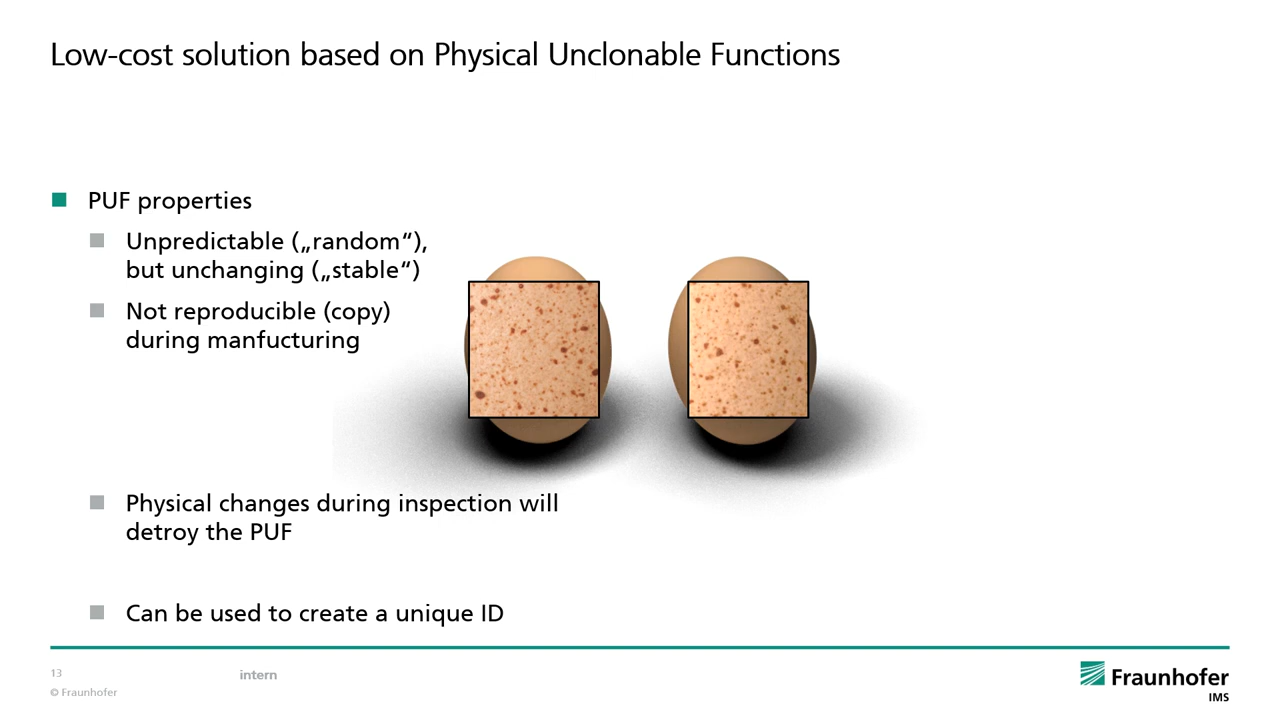 Low-cost solution based on Physical Unclonable Functions
PUF properties
Unpredictable („random“),
but unchanging („stable“)
Not reproducible (copy)
during manfucturing
Physical changes during inspection will
detroy the PUF
Can be used to create a unique ID
13
intern
© Fraunhofer
Fraunhofer
IMS